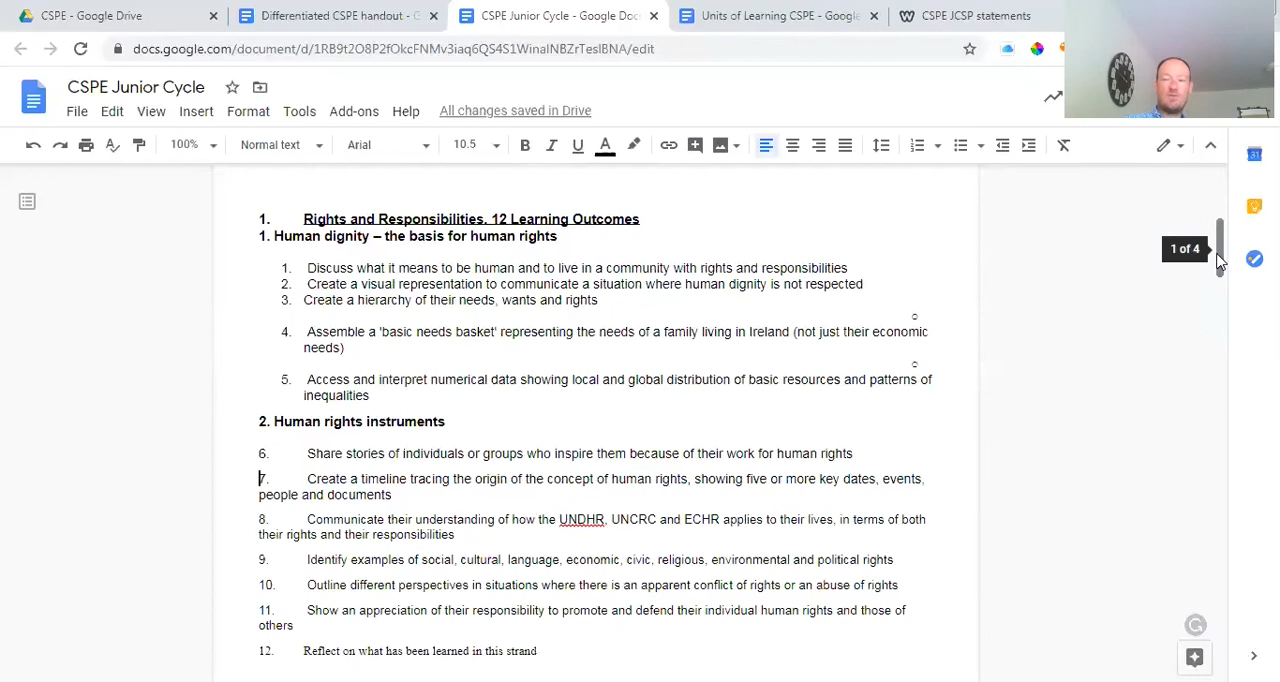 CSPE - Google Drive
Differentiated CSPE handout - G
CSPE Junior Cycle - Google Doc
Units of Learning CSPE - Google
CSPE JCSP statements
docs.google.com/document/d/
CSPE Junior Cycle
File Edit View Insert Format Tools Add-ons Help All changes saved in Drive
100% Normal text Arial 10.5 B I U A
31
1 of 4
1. Rights and Responsibilities. 12 Learning Outcomes
1. Human dignity – the basis for human rights
1. Discuss what it means to be human and to live in a community with rights and responsibilities
2. Create a visual representation to communicate a situation where human dignity is not respected
3. Create a hierarchy of their needs, wants and rights
4. Assemble a 'basic needs basket' representing the needs of a family living in Ireland (not just their economic
needs)
5. Access and interpret numerical data showing local and global distribution of basic resources and patterns of
inequalities
2. Human rights instruments
6. Share stories of individuals or groups who inspire them because of their work for human rights
7. Create a timeline tracing the origin of the concept of human rights, showing five or more key dates, events,
people and documents
8. Communicate their understanding of how the UNDHR, UNCRC and ECHR applies to their lives, in terms of both
their rights and their responsibilities
9. Identify examples of social, cultural, language, economic, civic, religious, environmental and political rights
10. Outline different perspectives in situations where there is an apparent conflict of rights or an abuse of rights
11. Show an appreciation of their responsibility to promote and defend their individual human rights and those of
others
12. Reflect on what has been learned in this strand